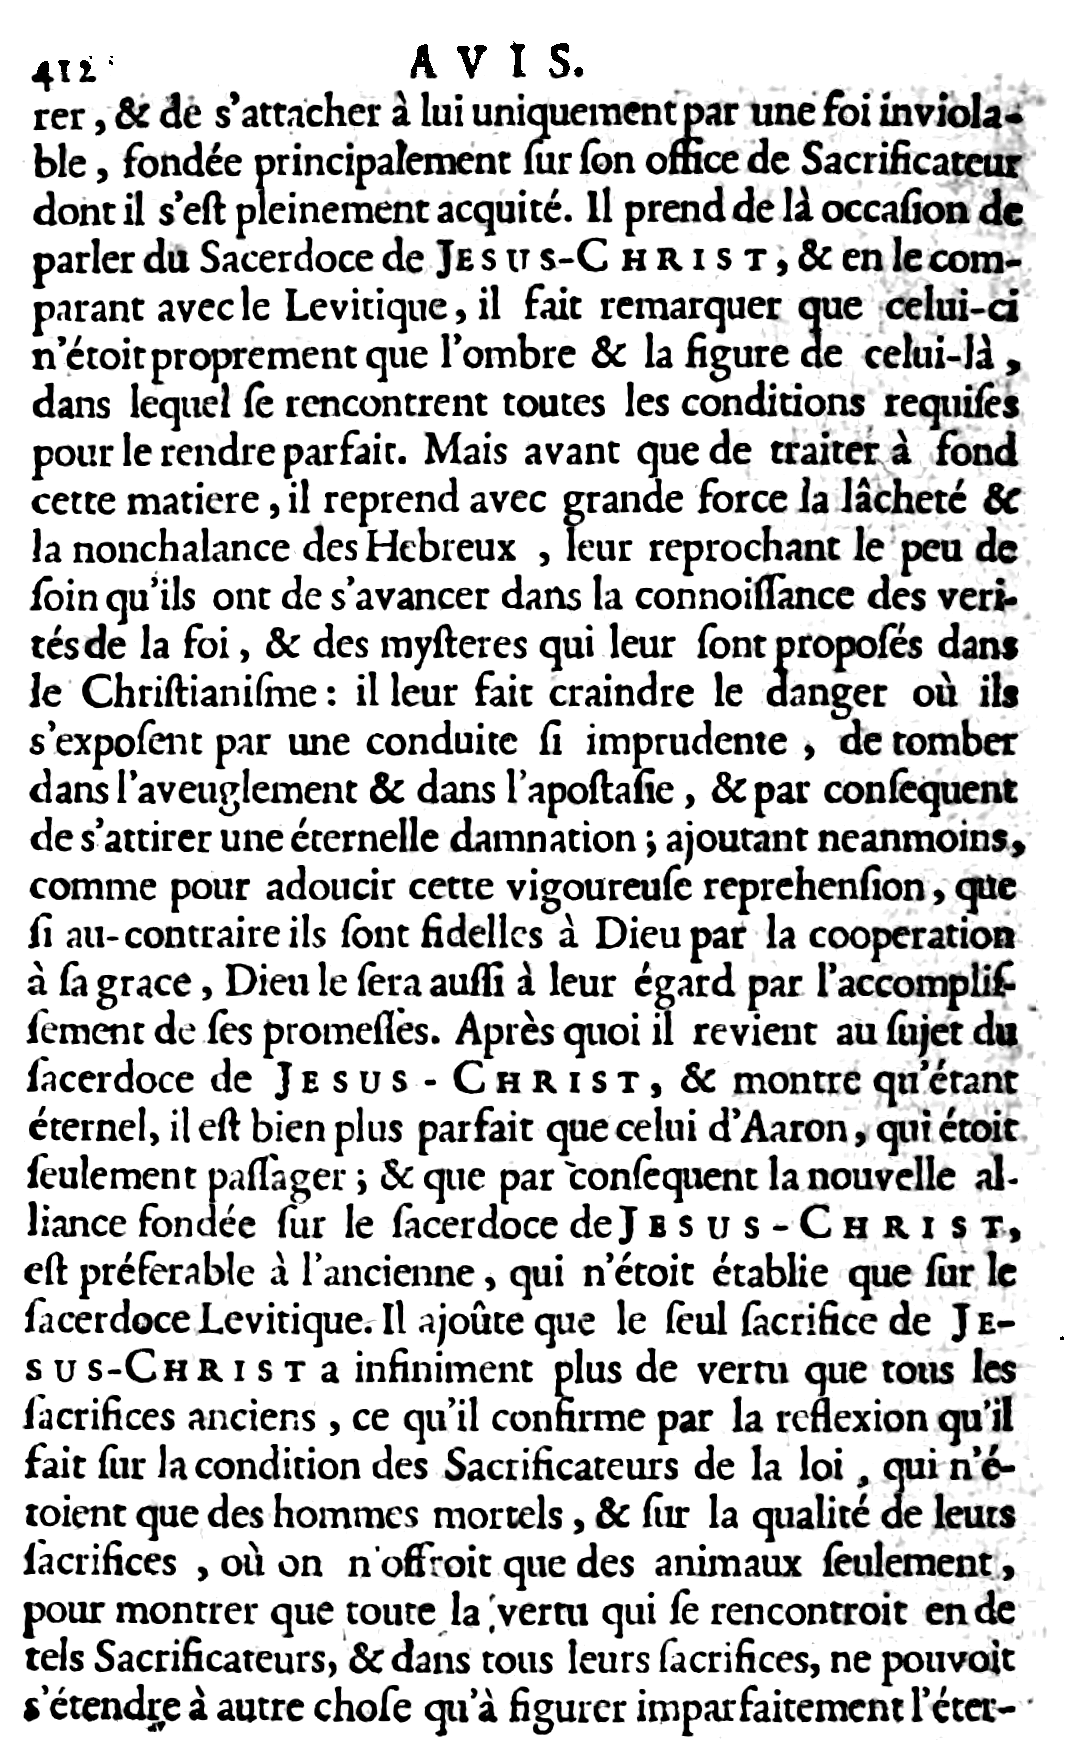 412 AVIS.
rer, & de s'attacher à lui uniquement par une foi inviola-
ble, fondée principalement ſur ſon office de Sacrificateur
dont il s'eſt pleinement acquité. Il prend de là occaſion de
parler du Sacerdoce de JESUS-CHRIST, & en le com-
parant avec le Levitique, il fait remarquer que celui-ci
n'étoit proprement que l'ombre & la figure de celui-là,
dans lequel ſe rencontrent toutes les conditions requiſes
pour le rendre parfait. Mais avant que de traiter à fond
cette matiere, il reprend avec grande force la lâcheté &
la nonchalance des Hebreux, leur reprochant le peu de
ſoin qu'ils ont de s'avancer dans la connoiſſance des veri-
tés de la foi, & des myſteres qui leur ſont propoſés dans
le Chriſtianiſme: il leur fait craindre le danger où ils
s'expoſent par une conduite ſi imprudente, de tomber
dans l'aveuglement & dans l'apoſtaſie, & par conſequent
de s'attirer une éternelle damnation; ajoutant neanmoins,
comme pour adoucir cette vigoureuſe reprehenſion, que
ſi au-contraire ils ſont fidelles à Dieu par la cooperation
à ſa grace, Dieu le ſera auſſi à leur égard par l'accompliſ-
ſement de ſes promeſſes. Après quoi il revient au ſujet du
ſacerdoce de JESUS-CHRIST, & montre qu'étant
éternel, il eſt bien plus parfait que celui d'Aaron, qui étoit
ſeulement paſſager; & que par conſequent la nouvelle al-
liance fondée ſur le ſacerdoce de JESUS-CHRIST,
eſt préferable à l'ancienne, qui n'étoit établie que ſur le
ſacerdoce Levitique. Il ajoûte que le ſeul ſacrifice de JE-
SUS-CHRIST a infiniment plus de vertu que tous les
ſacrifices anciens, ce qu'il confirme par la reflexion qu'il
fait ſur la condition des Sacrificateurs de la loi, qui n'é-
toient que des hommes mortels, & ſur la qualité de leurs
ſacrifices, où on n'offroit que des animaux ſeulement,
pour montrer que toute la vertu qui ſe rencontroit en de
tels Sacrificateurs, & dans tous leurs ſacrifices, ne pouvoit
s'étendre à autre choſe qu'à figurer imparfaitement l'éter-